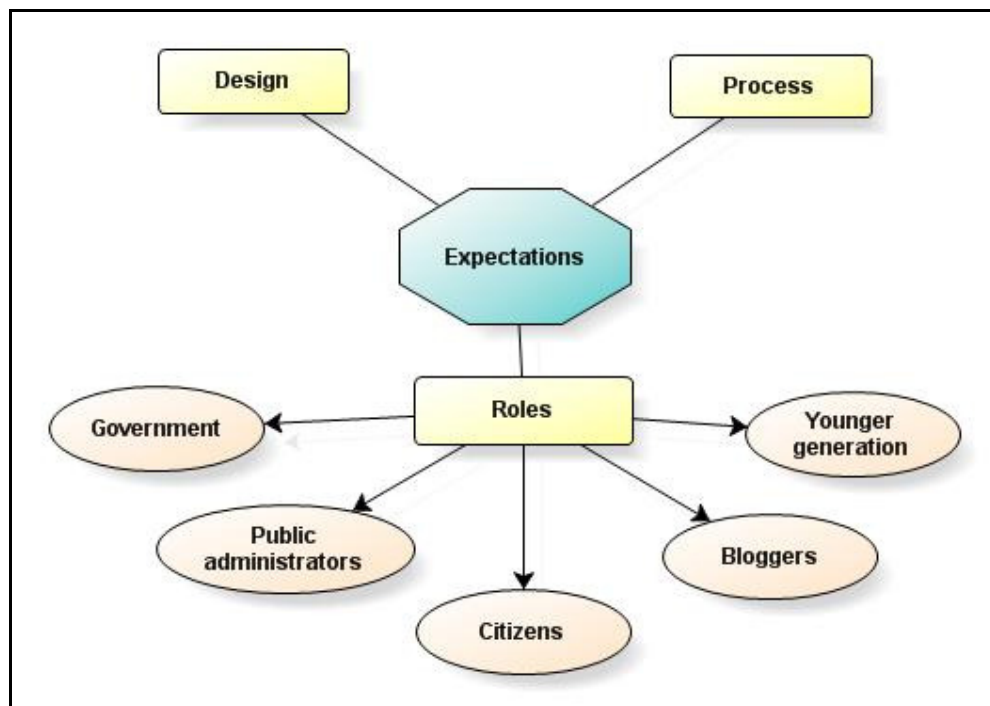 Design
Process
Expectations
Roles
Government
Younger
generation
Public
administrators
Bloggers
Citizens